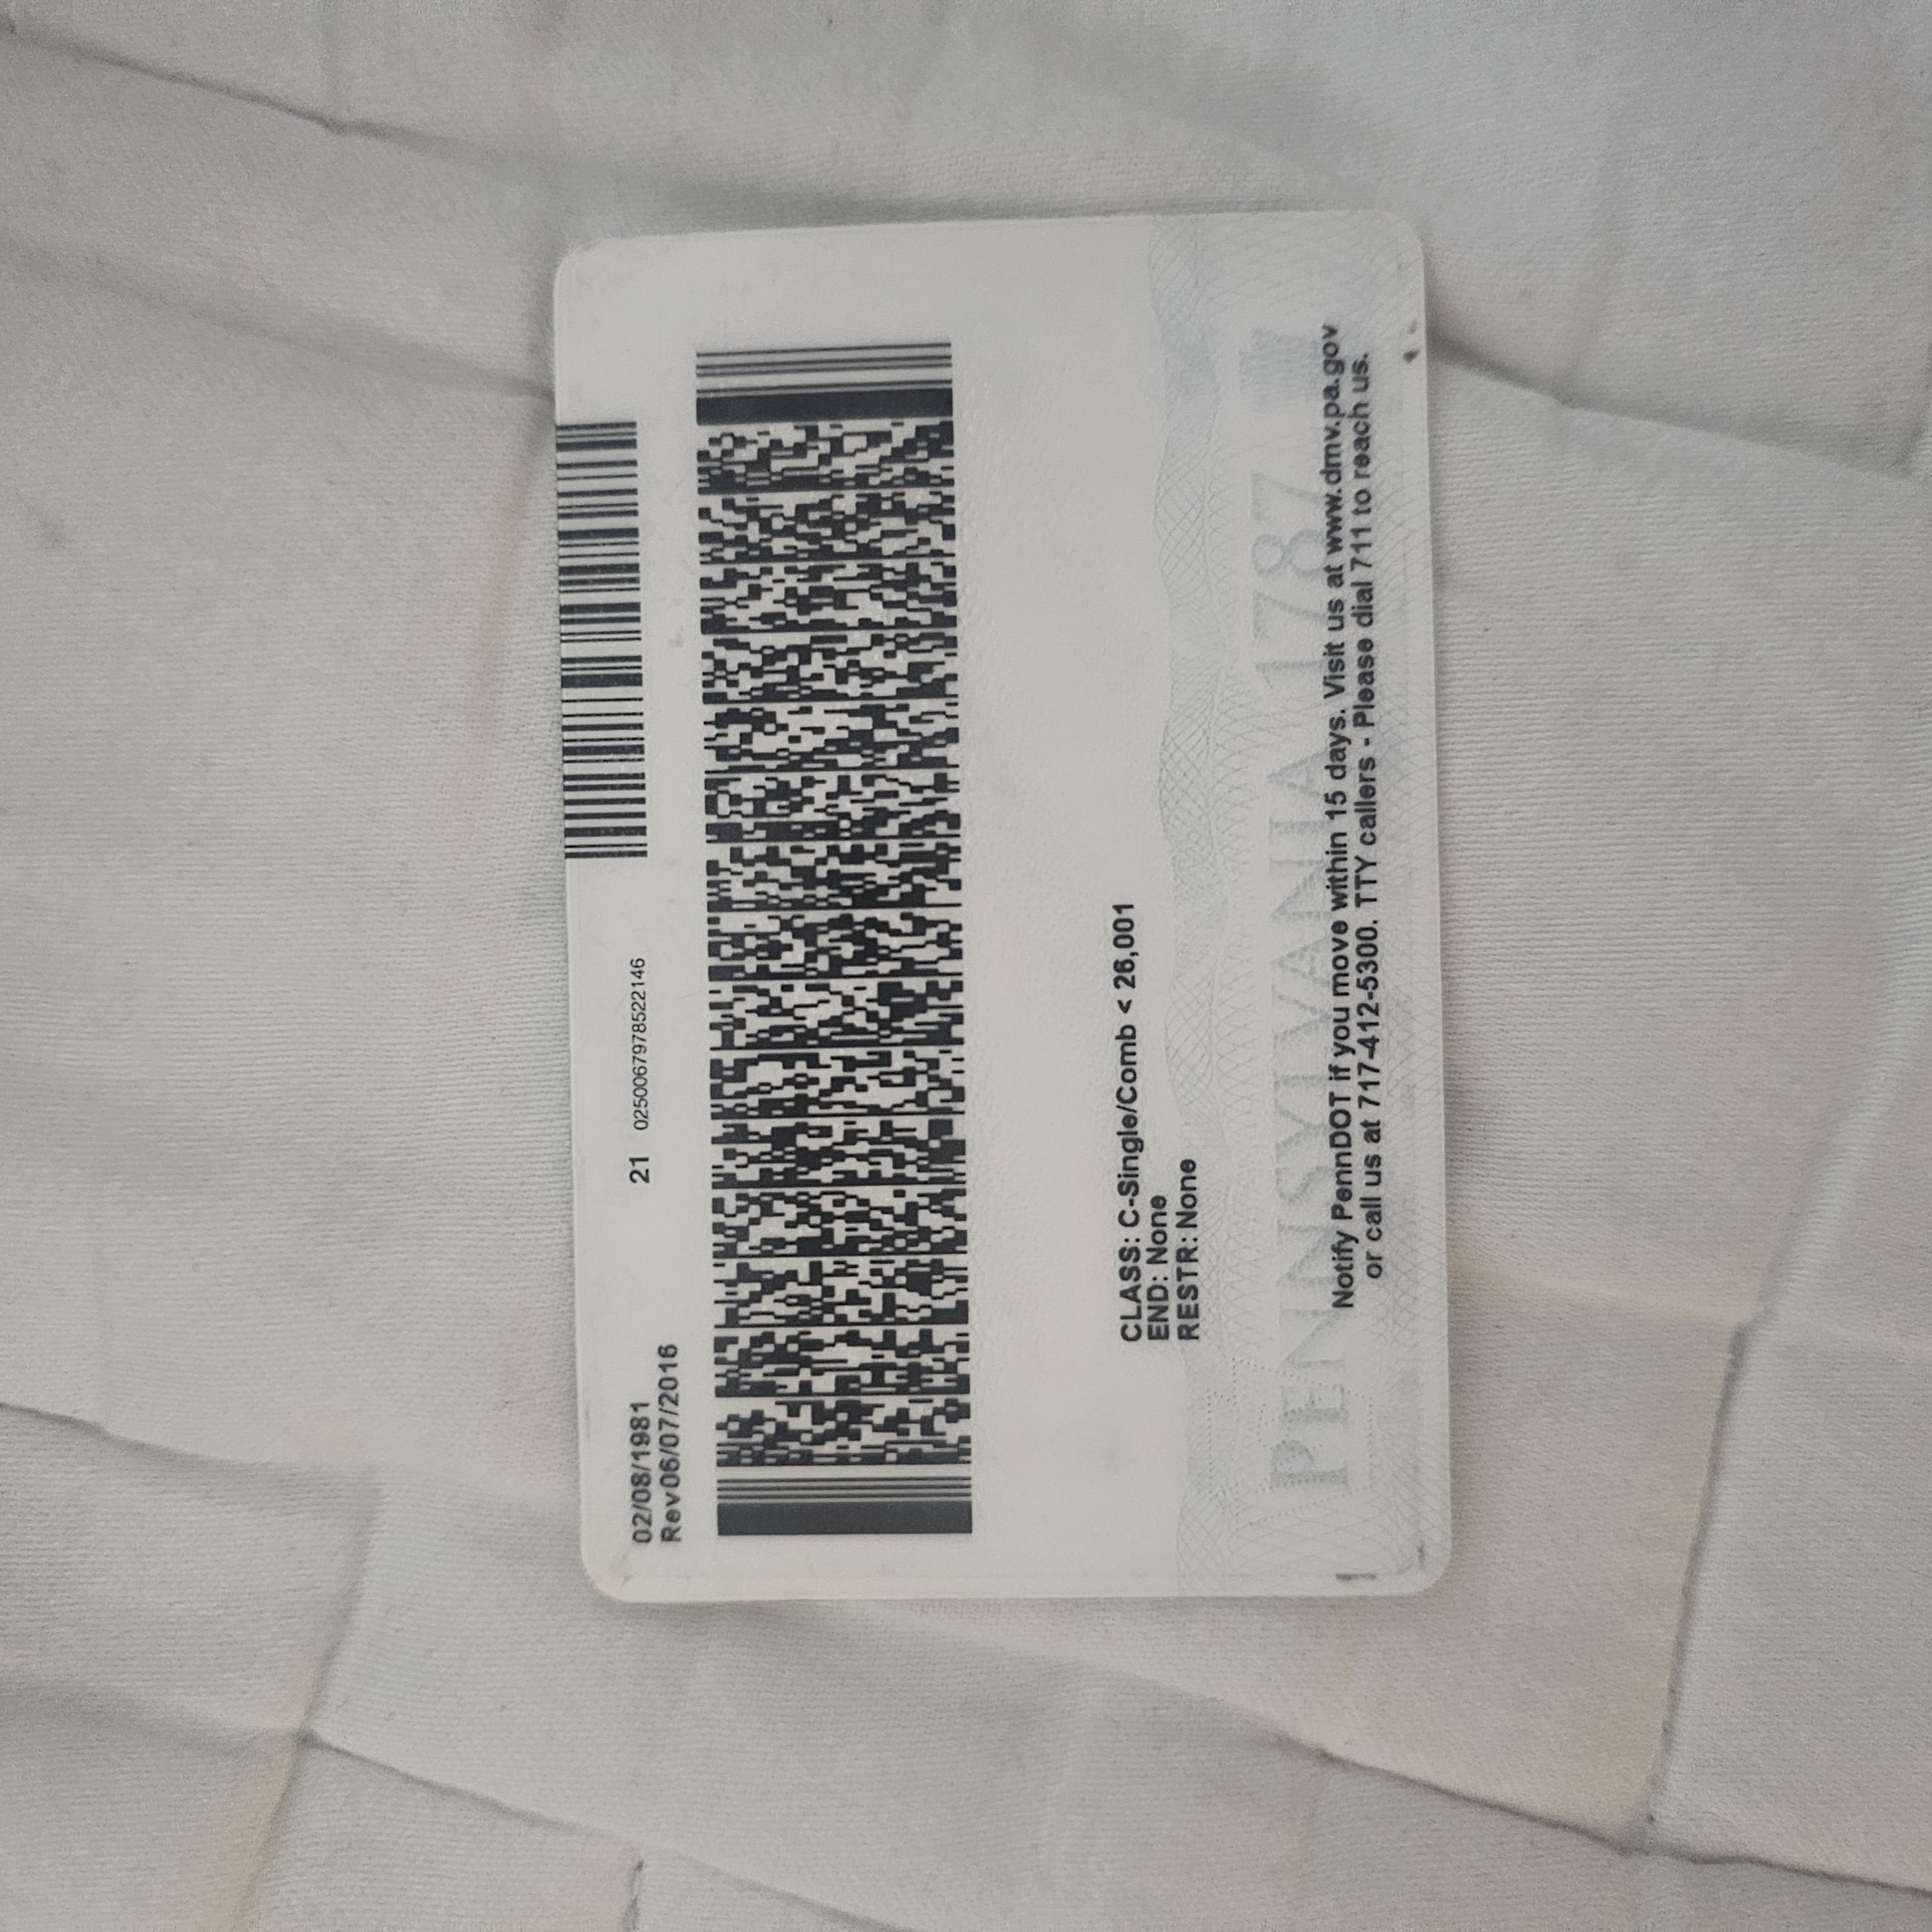 02/08/1981
Rev06/07/2016
21 0250067978522146
CLASS: C-Single/Comb < 26,001
END: None
RESTR: None
PENNSYLVANIA 1787
Notify PennDOT if you move within 15 days. Visit us at www.dmv.pa.gov
or call us at 717-412-5300. TTY callers - Please dial 711 to reach us.